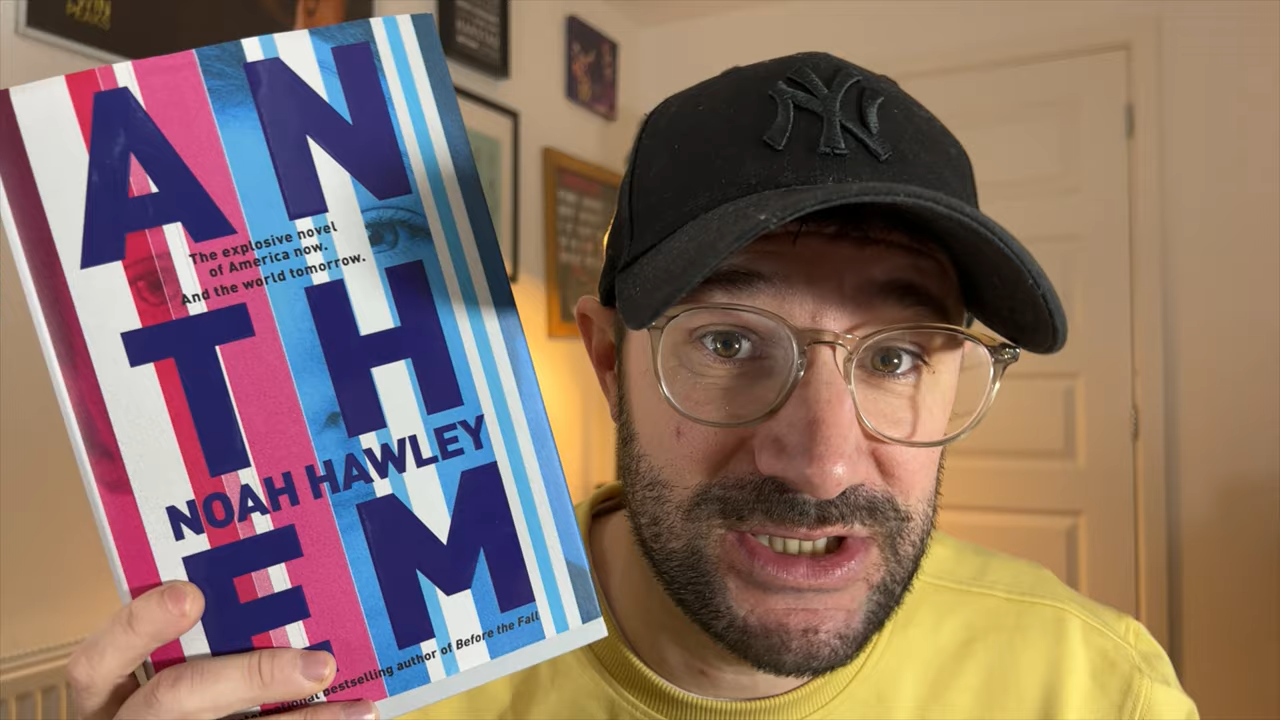 AN
The explosive novel
of America now.
And the world tomorrow.
TH
NOAH HAWLEY
EM
bestselling author of Before the Fall
NY